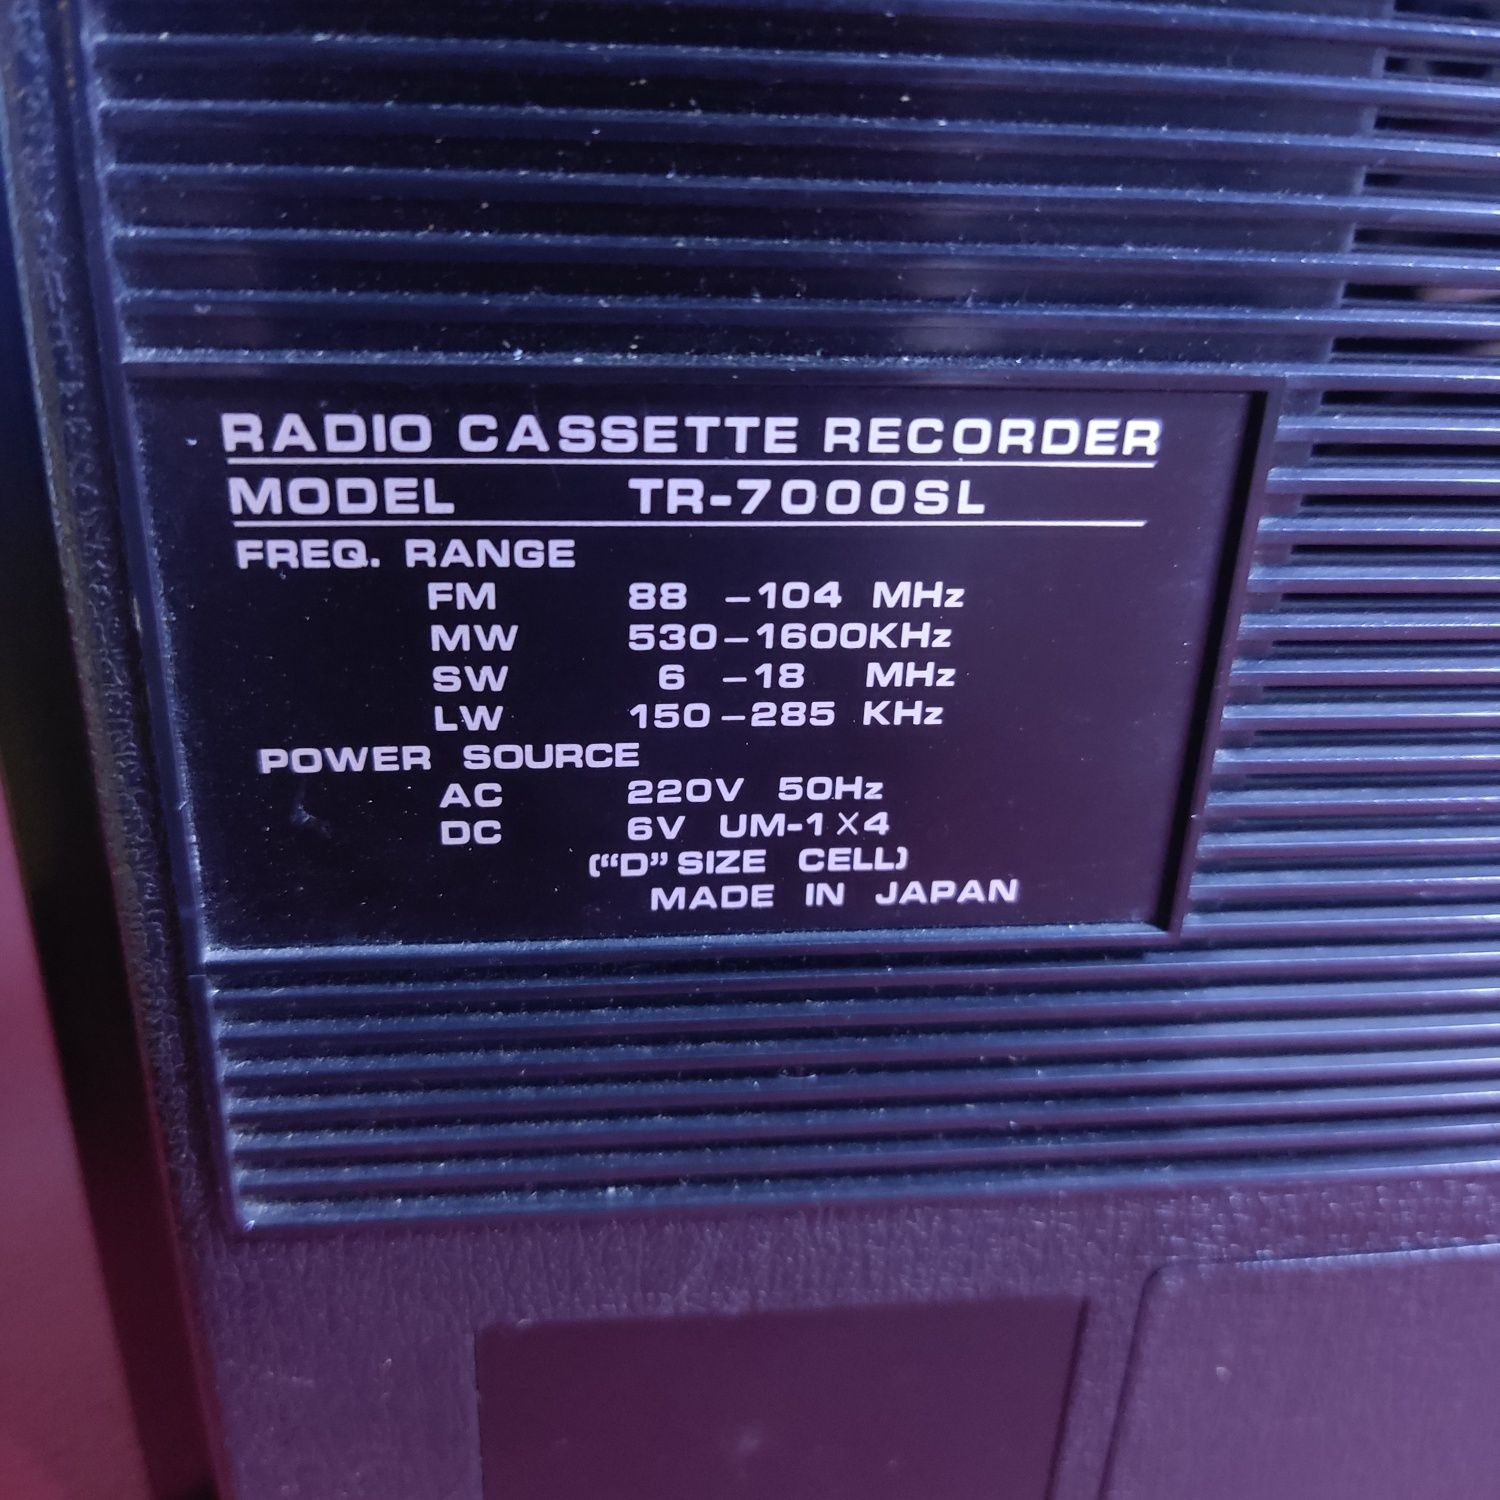 RADIO CASSETTE RECORDER
MODEL TR-7000SL
FREQ. RANGE
FM 88 –104 MHz
MW 530–1600KHz
SW 6 –18 MHz
LW 150–285 KHz
POWER SOURCE
AC 220V 50Hz
DC 6V UM-1×4
(“D” SIZE CELL)
MADE IN JAPAN